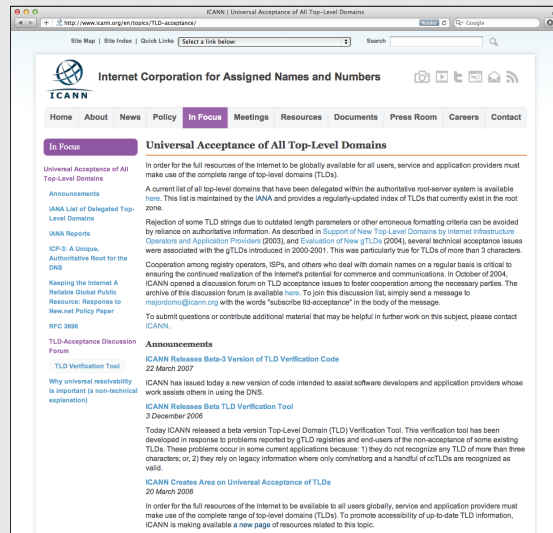 ICANN | Universal Acceptance of All Top-Level Domains
http://www.icann.org/en/topics/TLD-acceptance/
Reader
Google
Site Map | Site Index | Quick Links
Select a link below:
Search
ICANN
Internet Corporation for Assigned Names and Numbers
Home About News Policy In Focus Meetings Resources Documents Press Room Careers Contact
In Focus
Universal Acceptance of All
Top-Level Domains
Announcements
IANA List of Delegated Top-
Level Domains
IANA Reports
ICP-3: A Unique,
Authoritative Root for the
DNS
Keeping the Internet A
Reliable Global Public
Resource: Response to
New.net Policy Paper
RFC 3696
TLD-Acceptance Discussion
Forum
TLD Verification Tool
Why universal resolvability
is important (a non-technical
explanation)
Universal Acceptance of All Top-Level Domains
In order for the full resources of the Internet to be globally available for all users, service and application providers must
make use of the complete range of top-level domains (TLDs).
A current list of all top-level domains that have been delegated within the authoritative root-server system is available
here. This list is maintained by the IANA and provides a regularly-updated index of TLDs that currently exist in the root
zone.
Rejection of some TLD strings due to outdated length parameters or other erroneous formatting criteria can be avoided
by reliance on authoritative information. As described in Support of New Top-Level Domains by Internet Infrastructure
Operators and Application Providers (2003), and Evaluation of New gTLDs (2004), several technical acceptance issues
were associated with the gTLDs introduced in 2000-2001. This was particularly true for TLDs of more than 3 characters.
Cooperation among registry operators, ISPs, and others who deal with domain names on a regular basis is critical to
ensuring the continued realization of the Internet's potential for commerce and communications. In October of 2004,
ICANN opened a discussion forum on TLD acceptance issues to foster cooperation among the necessary parties. The
archive of this discussion forum is available here. To join this discussion list, simply send a message to
majordomo@icann.org with the words "subscribe tld-acceptance" in the body of the message.
To submit questions or contribute additional material that may be helpful in further work on this subject, please contact
ICANN.
Announcements
ICANN Releases Beta-3 Version of TLD Verification Code
22 March 2007
ICANN has issued today a new version of code intended to assist software developers and application providers whose
work assists others in using the DNS.
ICANN Releases Beta TLD Verification Tool
3 December 2006
Today ICANN released a beta version Top-Level Domain (TLD) Verification Tool. This verification tool has been
developed in response to problems reported by gTLD registries and end-users of the non-acceptance of some existing
TLDs. These problems occur in some current applications because: 1) they do not recognize any TLD of more than three
characters; or, 2) they rely on legacy information where only com/net/org and a handful of ccTLDs are recognized as
valid.
ICANN Creates Area on Universal Acceptance of TLDs
20 March 2006
In order for the full resources of the Internet to be available to all users globally, service and application providers must
make use of the complete range of top-level domains (TLDs). To promote accessibility of up-to-date TLD information,
ICANN is making available a new page of resources related to this topic.